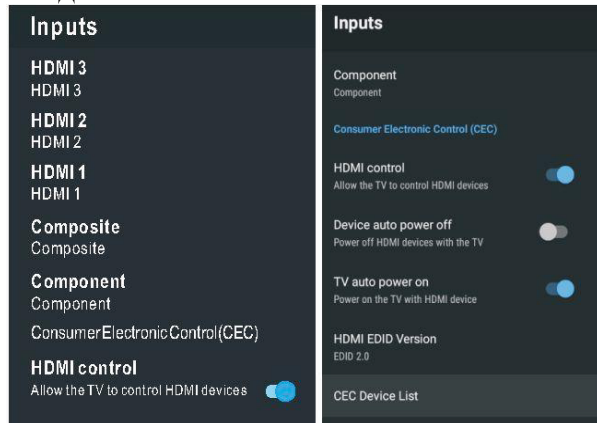 Inputs
HDMI 3
HDMI 3
HDMI 2
HDMI 2
HDMI 1
HDMI 1
Composite
Composite
Component
Component
Consumer Electronic Control (CEC)
HDMI control
Allow the TV to control HDMI devices
Inputs
Component
Component
Consumer Electronic Control (CEC)
HDMI control
Allow the TV to control HDMI devices
Device auto power off
Power off HDMI devices with the TV
TV auto power on
Power on the TV with HDMI device
HDMI EDID Version
EDID 2.0
CEC Device List